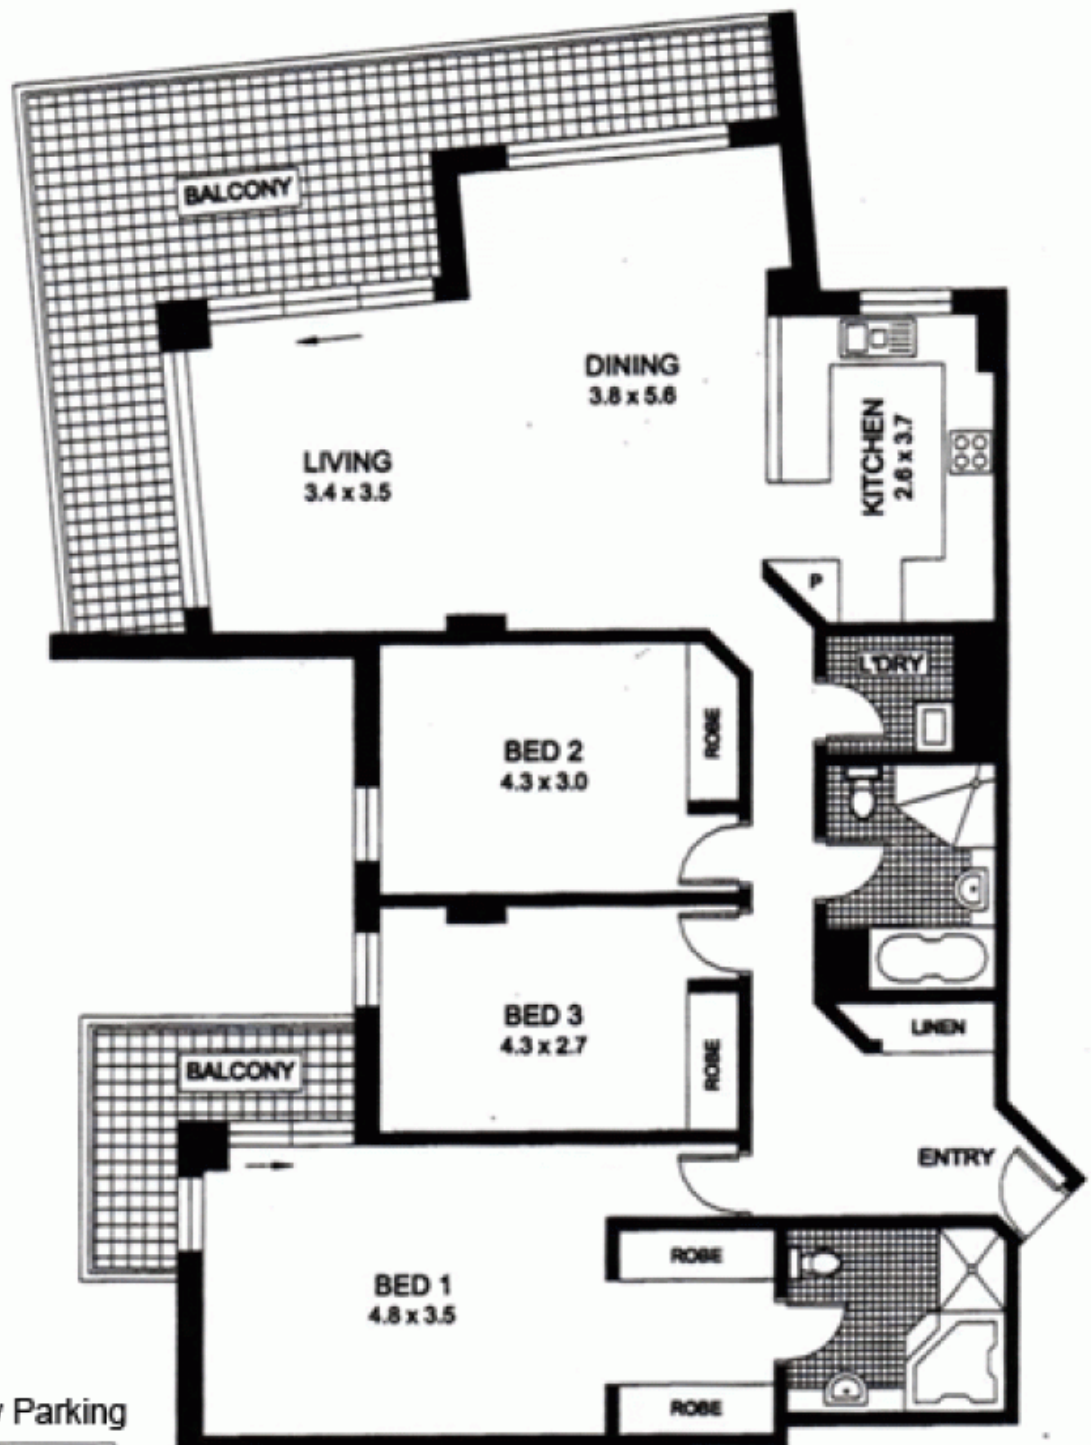 BALCONY
DINING
3.8 x 5.6
LIVING
3.4 x 3.5
KITCHEN
2.6 x 3.7
P
L'DRY
BED 2
4.3 x 3.0
ROBE
BED 3
4.3 x 2.7
ROBE
LINEN
BALCONY
ENTRY
BED 1
4.8 x 3.5
ROBE
ROBE
Parking